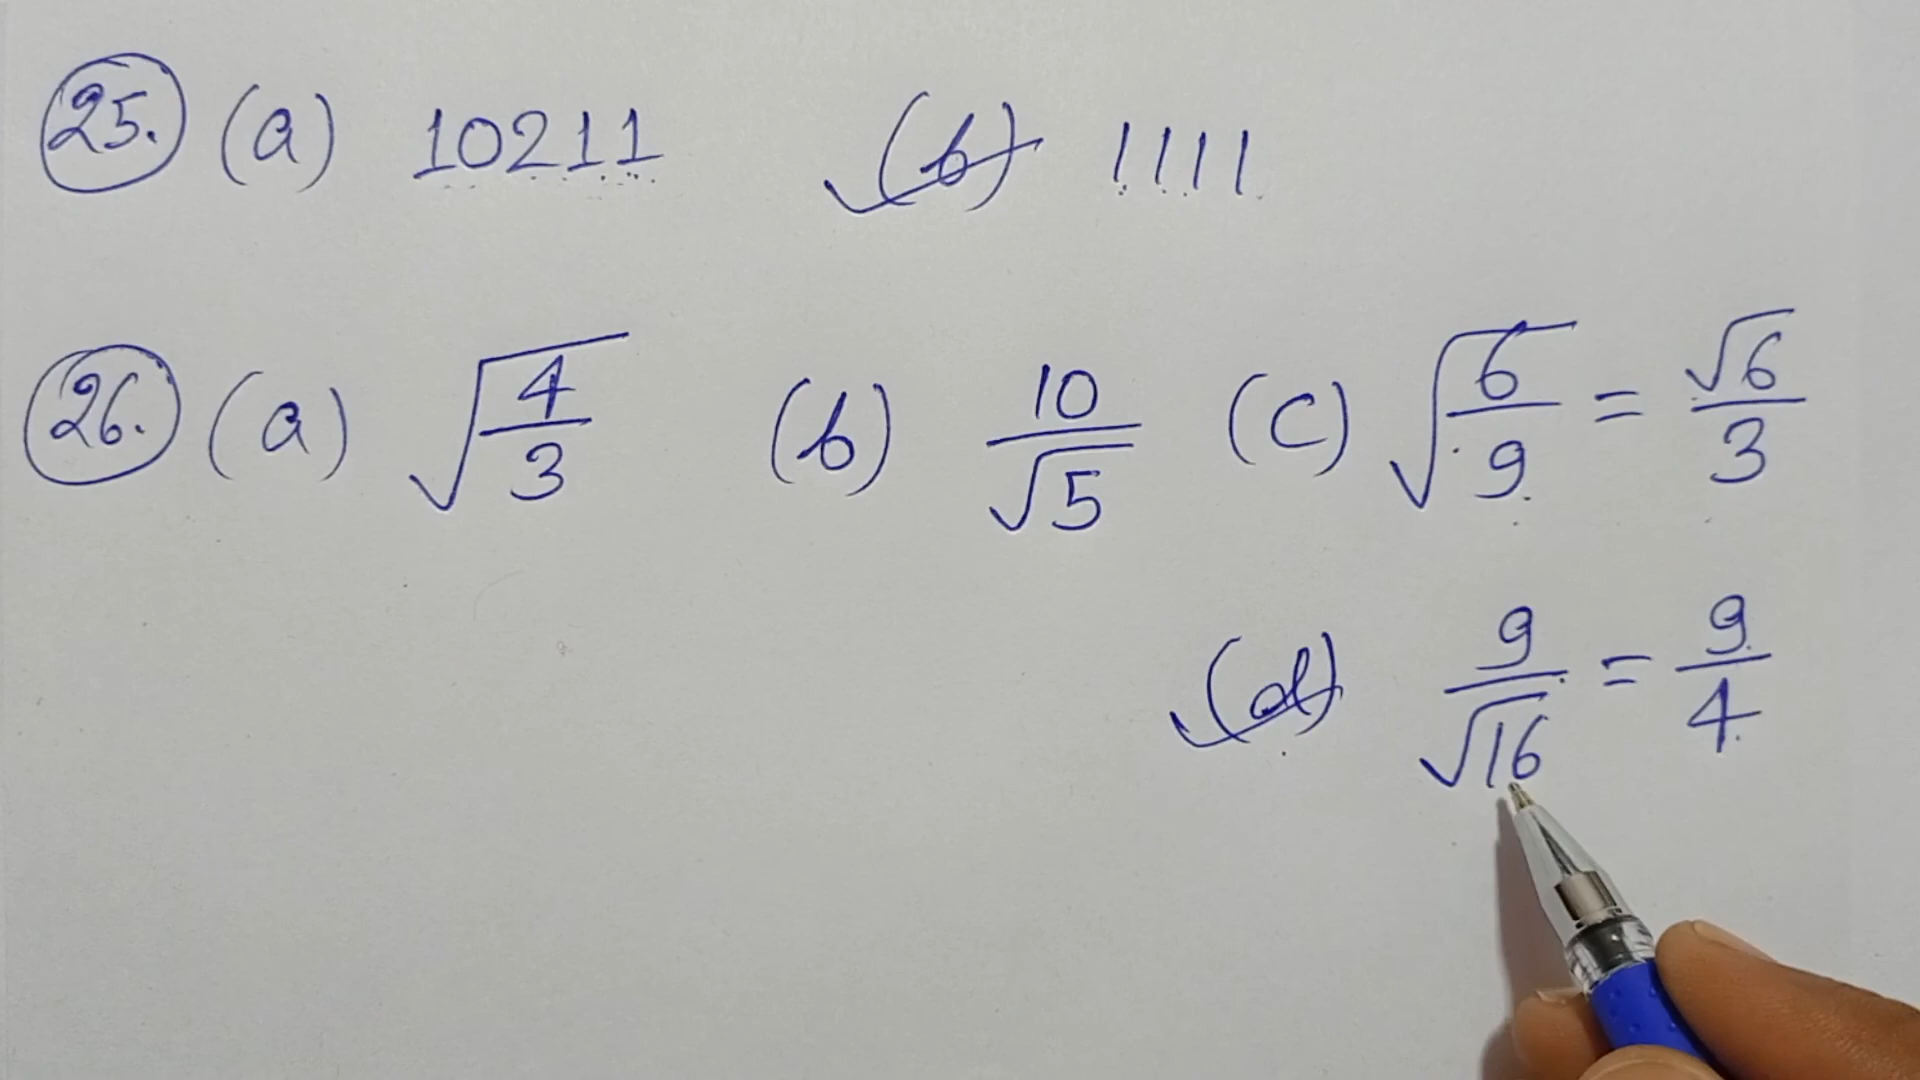 25. (a) 10211 (b) 1111
26. (a) √(4/3) (b) 10/√5 (c) √(6/9) = √6/3
(d) 9/√16 = 9/4